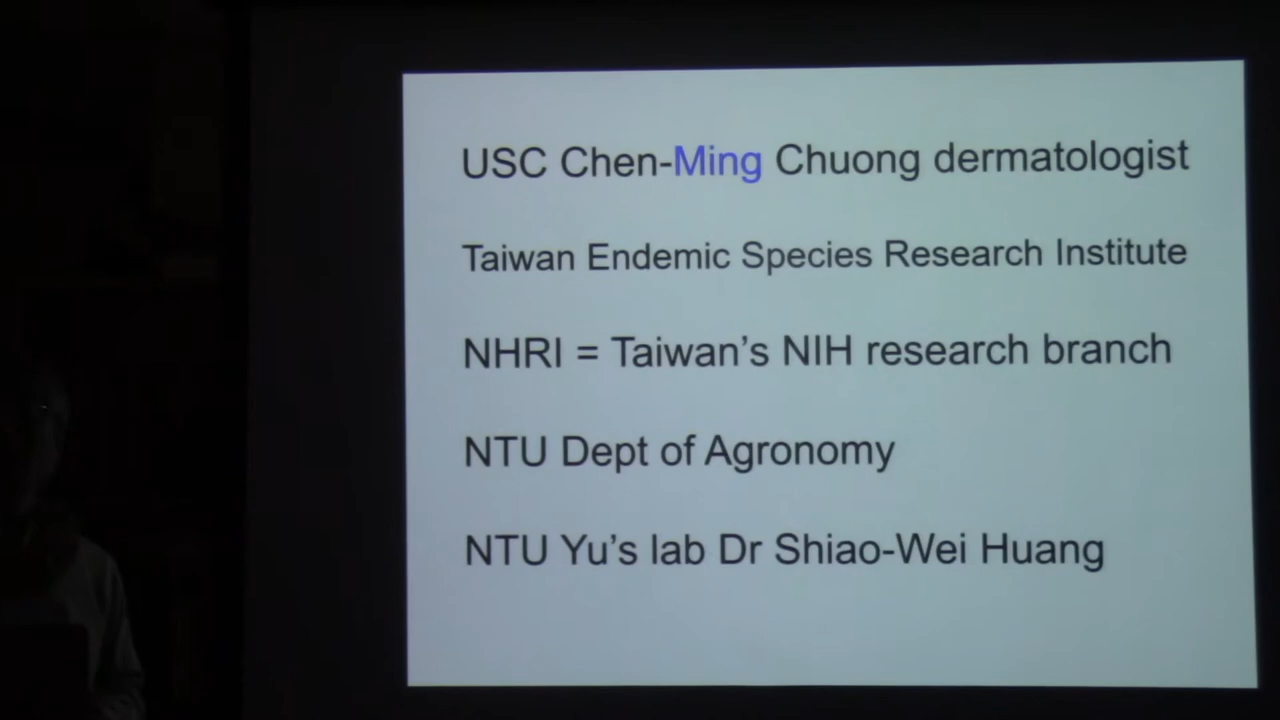 USC Chen-Ming Chuong dermatologist
Taiwan Endemic Species Research Institute
NHRI = Taiwan's NIH research branch
NTU Dept of Agronomy
NTU Yu's lab Dr Shiao-Wei Huang